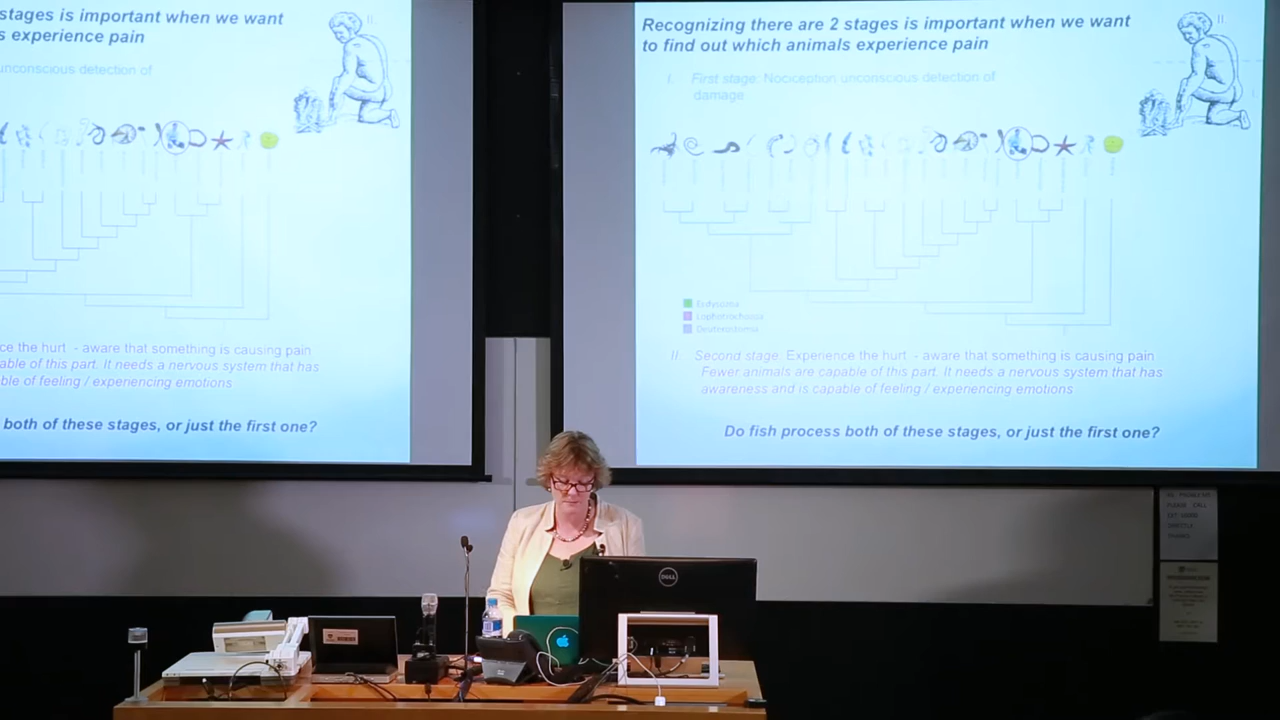 stages is important when we want
s experience pain
II
unconscious detection of
ce the hurt - aware that something is causing pain
able of this part. It needs a nervous system that has
ble of feeling / experiencing emotions
both of these stages, or just the first one?
Recognizing there are 2 stages is important when we want
to find out which animals experience pain
II
I. First stage: Nociception unconscious detection of
damage
Ecdysozoa
Lophotrochozoa
Deuterostomia
II. Second stage: Experience the hurt - aware that something is causing pain
Fewer animals are capable of this part. It needs a nervous system that has
awareness and is capable of feeling / experiencing emotions
Do fish process both of these stages, or just the first one?
PLEASE CALL
DELL